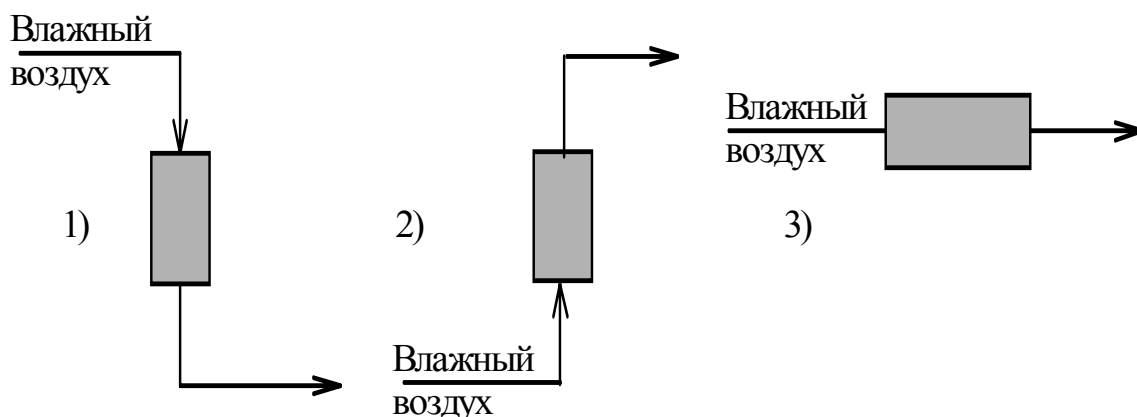 Влажный
воздух
1)
2)
Влажный
воздух
Влажный
воздух
3)